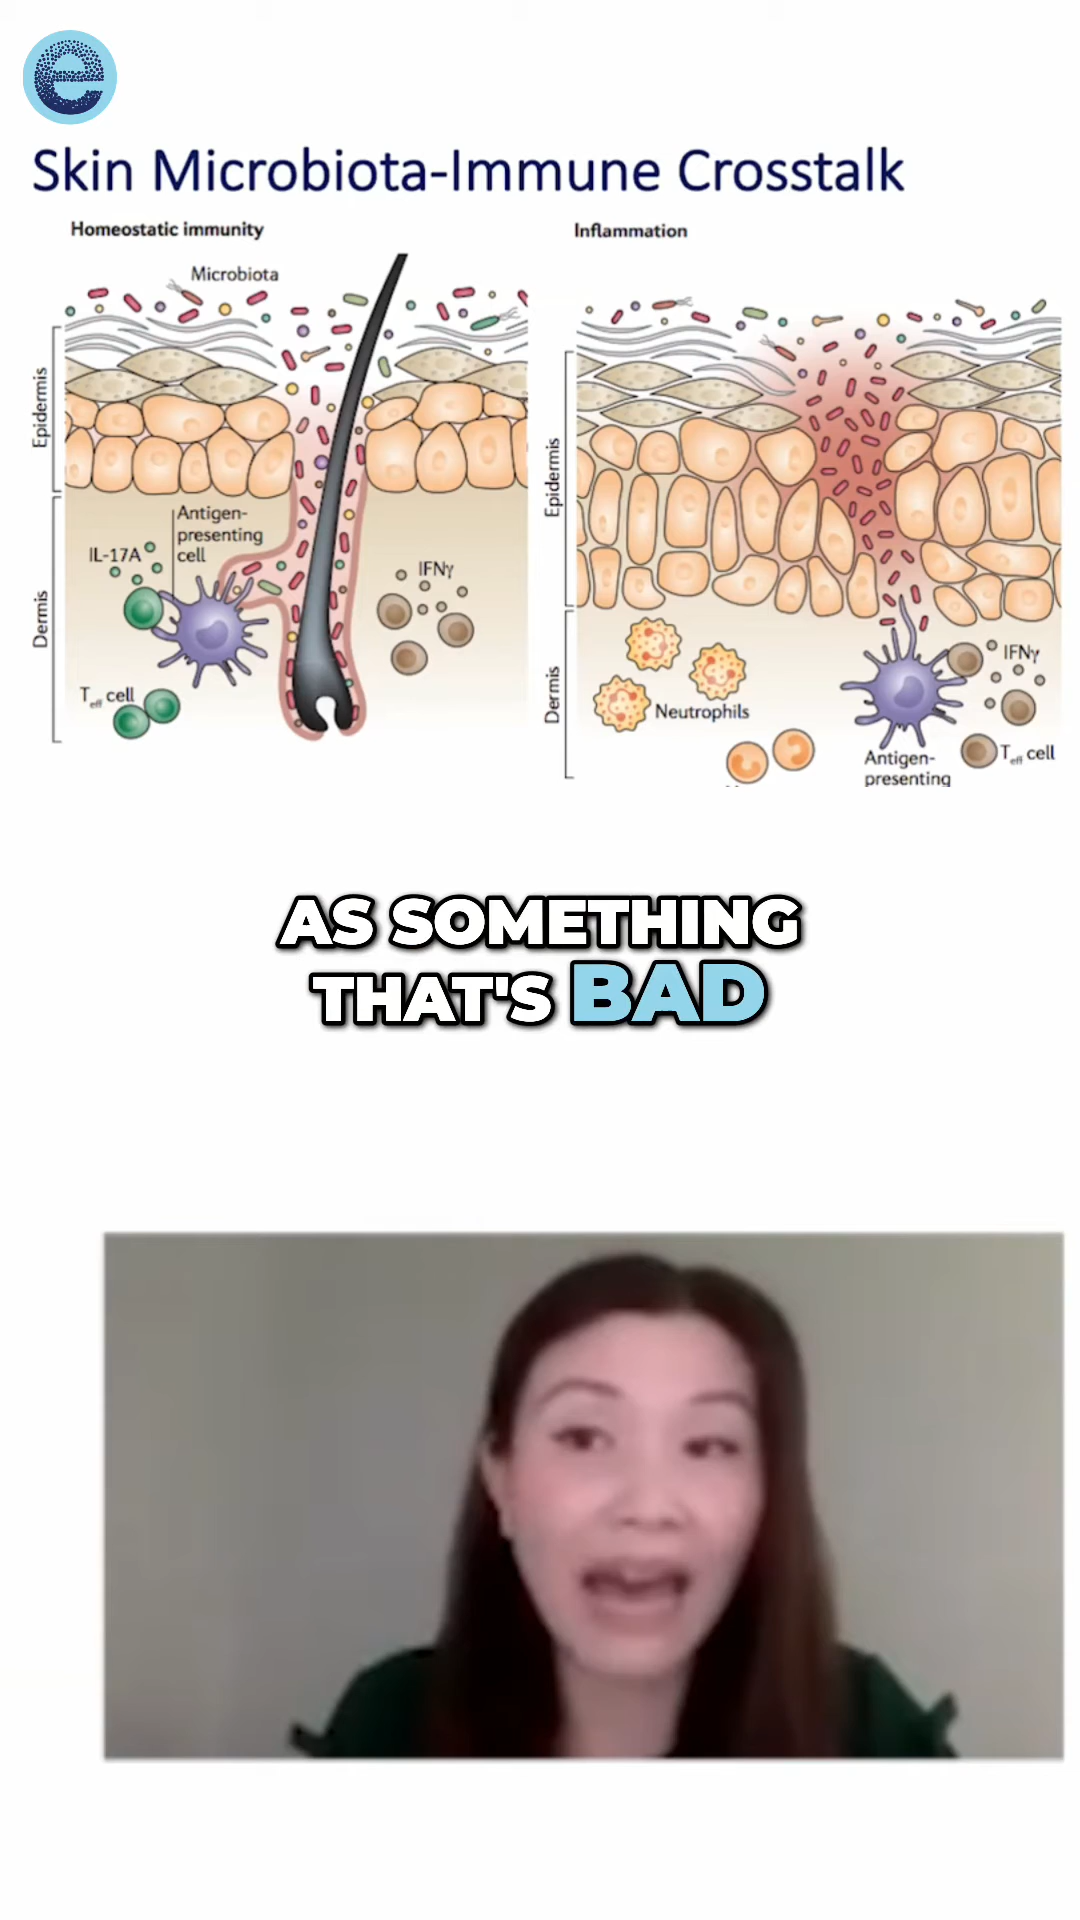 e
Skin Microbiota-Immune Crosstalk
Homeostatic immunity
Microbiota
Epidermis
Dermis
Antigen-
presenting
cell
IL-17A
IFNγ
Teff cell
Inflammation
Epidermis
Dermis
Neutrophils
IFNγ
Teff cell
Antigen-
presenting
AS SOMETHING
THAT'S BAD